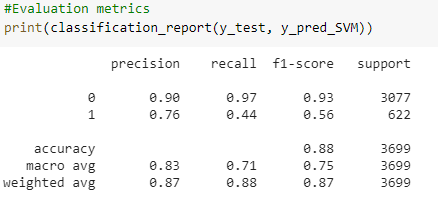 #Evaluation metrics
print(classification_report(y_test, y_pred_SVM))
precision recall f1-score support
0 0.90 0.97 0.93 3077
1 0.76 0.44 0.56 622
accuracy 0.88 3699
macro avg 0.83 0.71 0.75 3699
weighted avg 0.87 0.88 0.87 3699